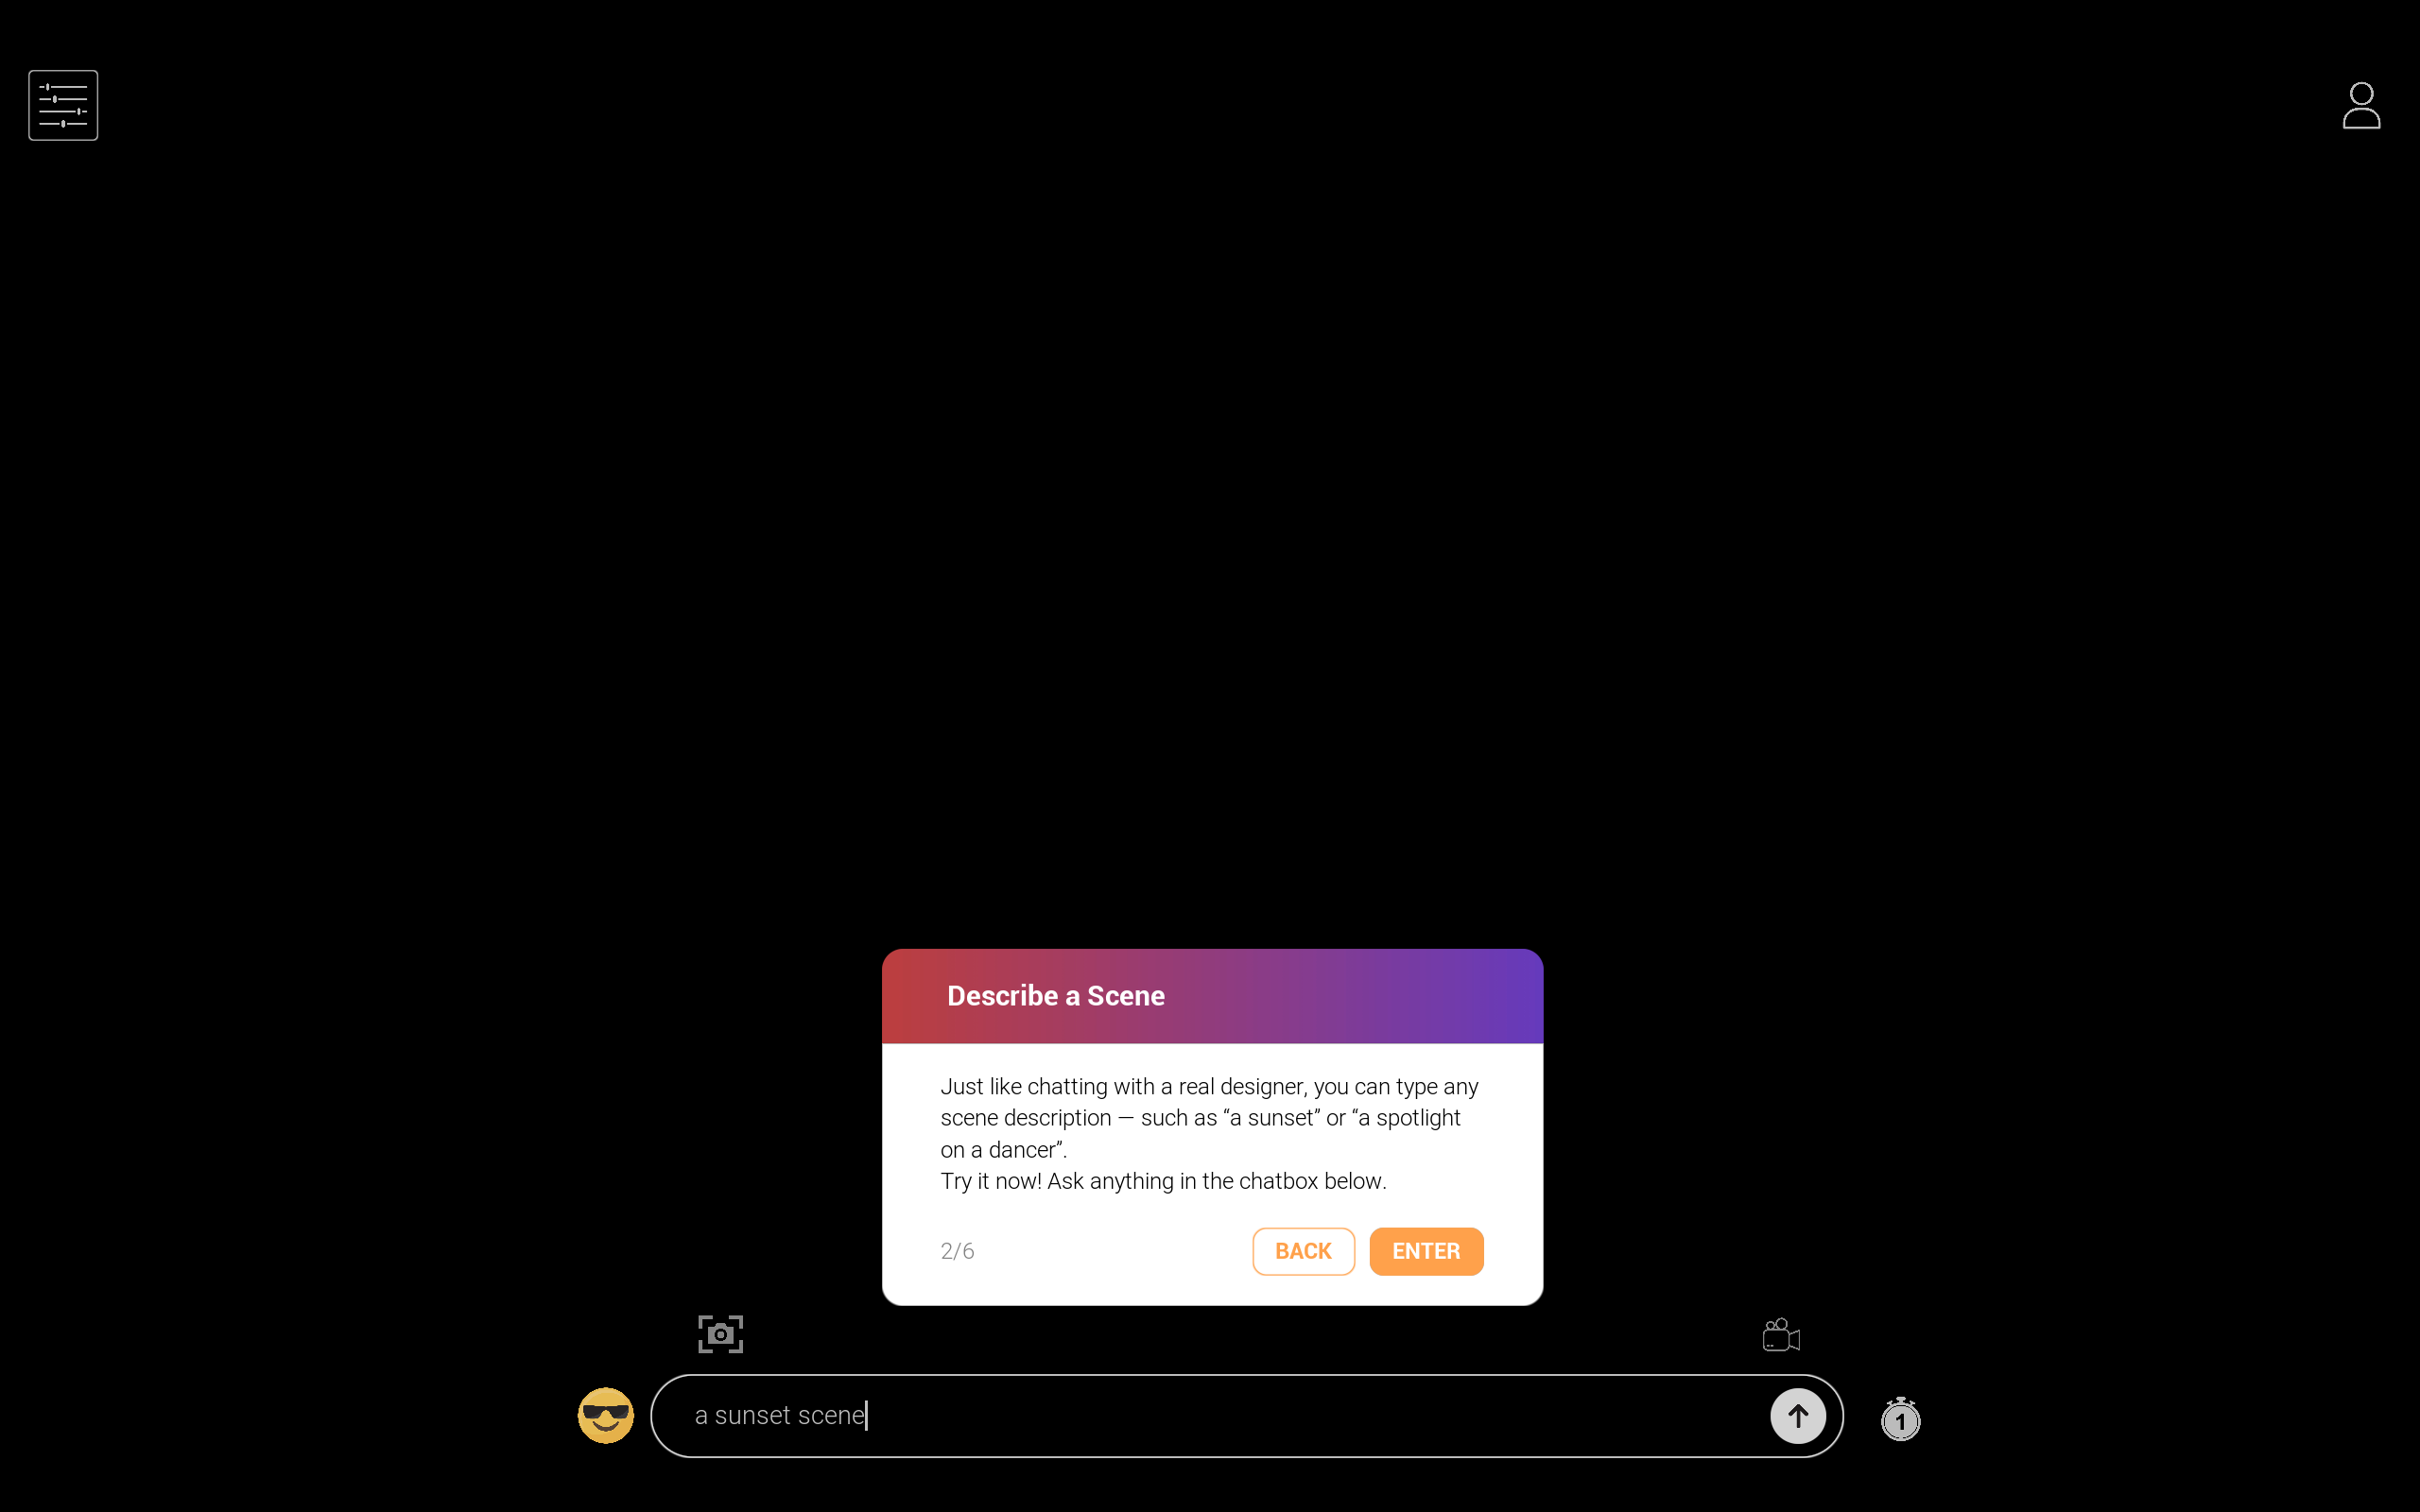 Describe a Scene
Just like chatting with a real designer, you can type any
scene description — such as “a sunset” or “a spotlight
on a dancer”.
Try it now! Ask anything in the chatbox below.
2/6
BACK
ENTER
a sunset scene
1